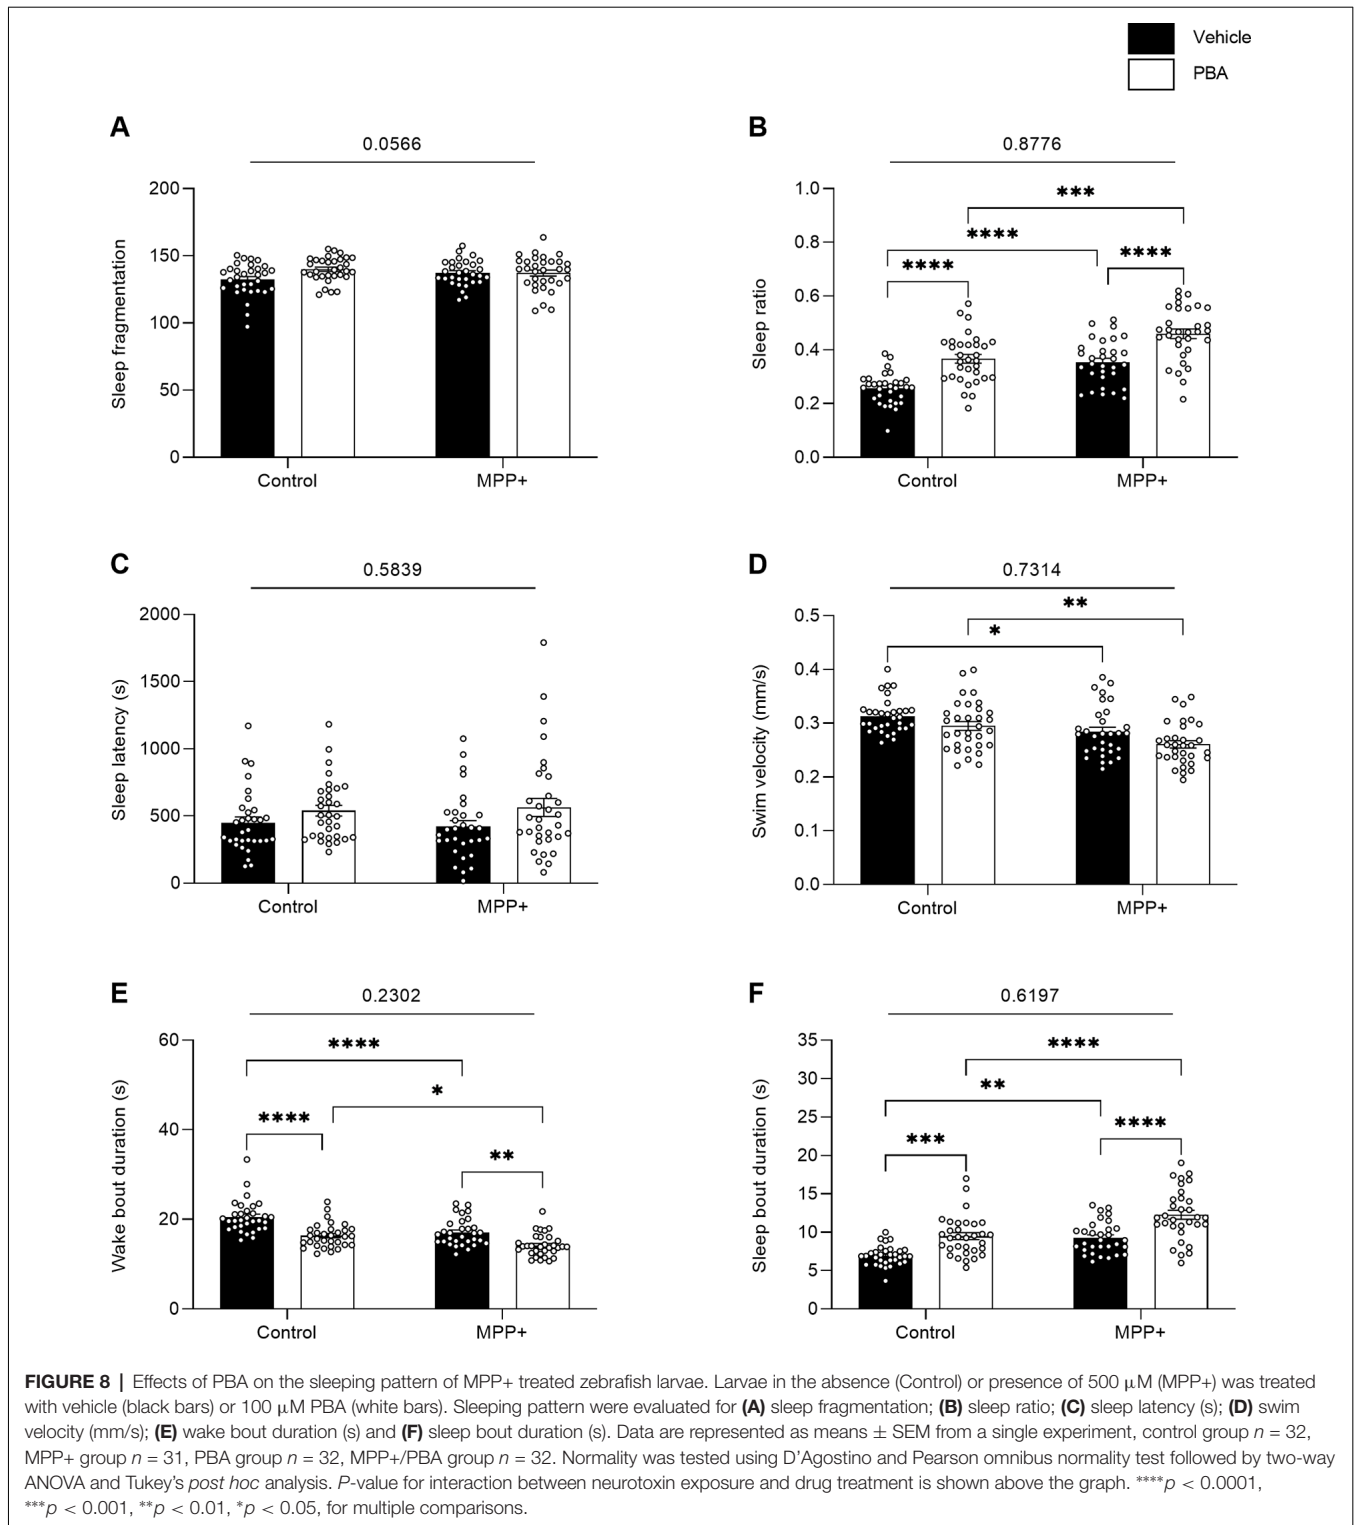 Vehicle
PBA
A
0.0566
200
150
100
50
0
Sleep fragmentation
Control
MPP+
B
0.8776
***
****
****
****
1.0
0.8
0.6
0.4
0.2
0.0
Sleep ratio
Control
MPP+
C
0.5839
2000
1500
1000
500
0
Sleep latency (s)
Control
MPP+
D
0.7314
**
*
0.5
0.4
0.3
0.2
0.1
0.0
Swim velocity (mm/s)
Control
MPP+
E
0.2302
****
*
****
**
60
40
20
0
Wake bout duration (s)
Control
MPP+
F
0.6197
****
**
****
***
35
30
25
20
15
10
5
0
Sleep bout duration (s)
Control
MPP+
FIGURE 8 | Effects of PBA on the sleeping pattern of MPP+ treated zebrafish larvae. Larvae in the absence (Control) or presence of 500 μM (MPP+) was treated
with vehicle (black bars) or 100 μM PBA (white bars). Sleeping pattern were evaluated for (A) sleep fragmentation; (B) sleep ratio; (C) sleep latency (s); (D) swim
velocity (mm/s); (E) wake bout duration (s) and (F) sleep bout duration (s). Data are represented as means ± SEM from a single experiment, control group n = 32,
MPP+ group n = 31, PBA group n = 32, MPP+/PBA group n = 32. Normality was tested using D'Agostino and Pearson omnibus normality test followed by two-way
ANOVA and Tukey's post hoc analysis. P-value for interaction between neurotoxin exposure and drug treatment is shown above the graph. ****p < 0.0001,
***p < 0.001, **p < 0.01, *p < 0.05, for multiple comparisons.